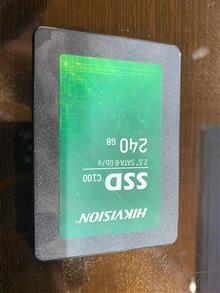 HIKVISION®
SSD C100
2.5" SATA 6 Gb/s
240 GB